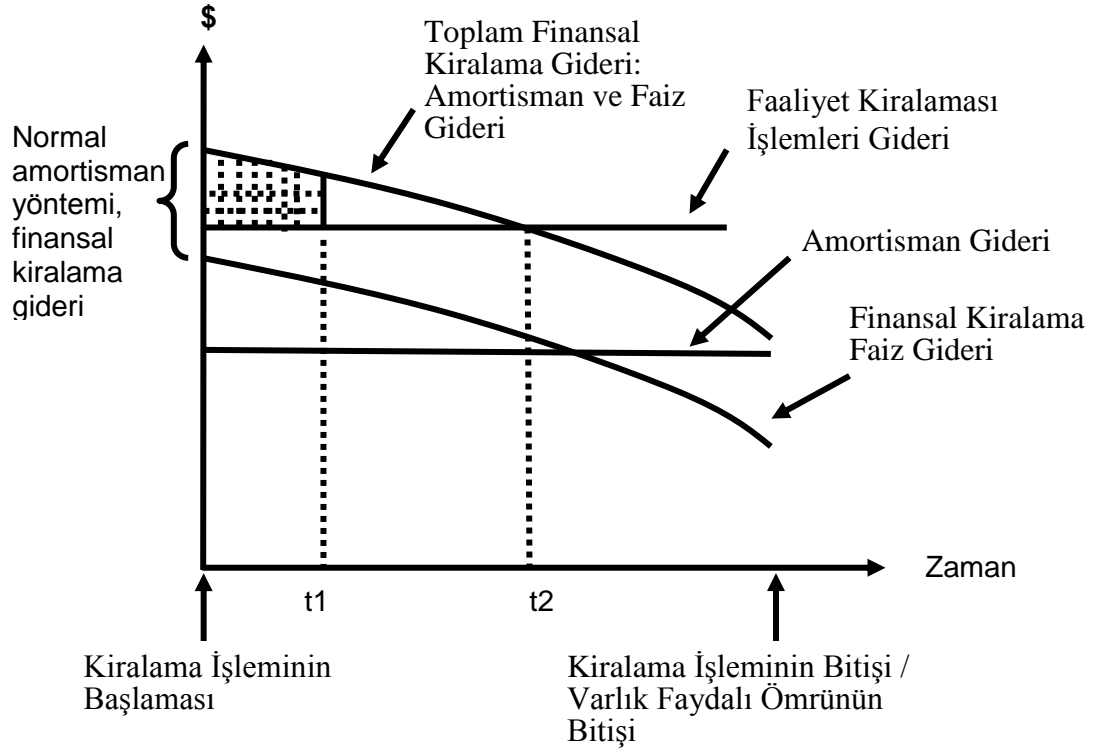 $
Toplam Finansal
Kiralama Gideri:
Amortisman ve Faiz
Gideri
Faaliyet Kiralaması
İşlemleri Gideri
Normal
amortisman
yöntemi,
finansal
kiralama
gideri
Amortisman Gideri
Finansal Kiralama
Faiz Gideri
Zaman
t1
t2
Kiralama İşleminin
Başlaması
Kiralama İşleminin Bitişi /
Varlık Faydalı Ömrünün
Bitişi